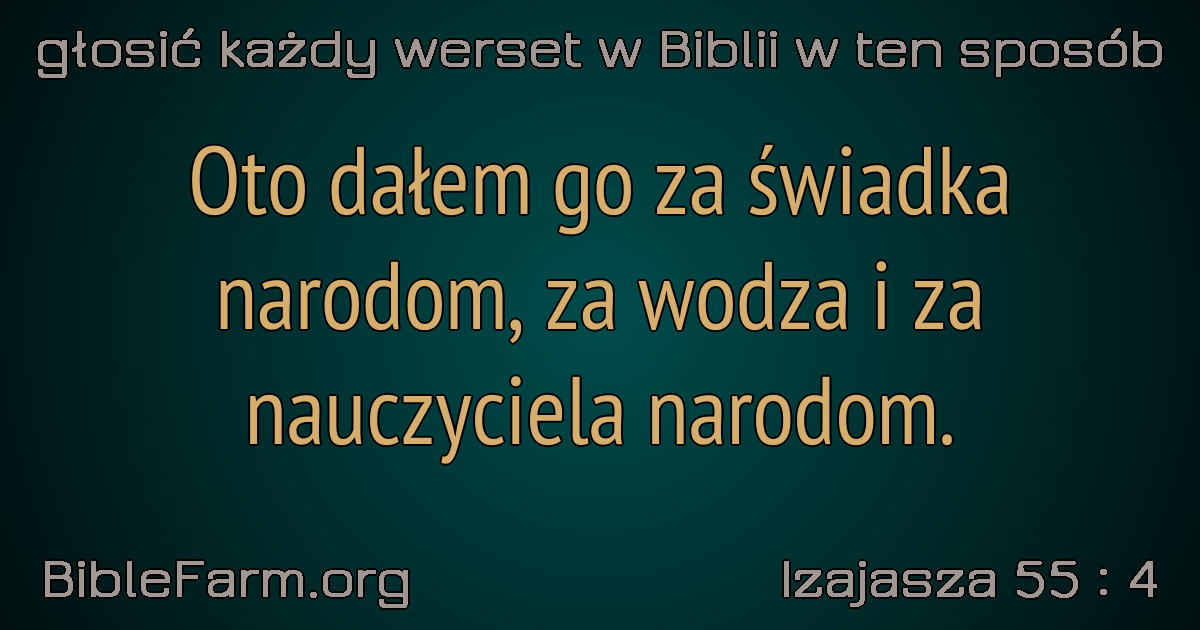 głosić każdy werset w Biblii w ten sposób
Oto dałem go za świadka
narodom, za wodza i za
nauczyciela narodom.
BibleFarm.org
Izajasza 55 : 4